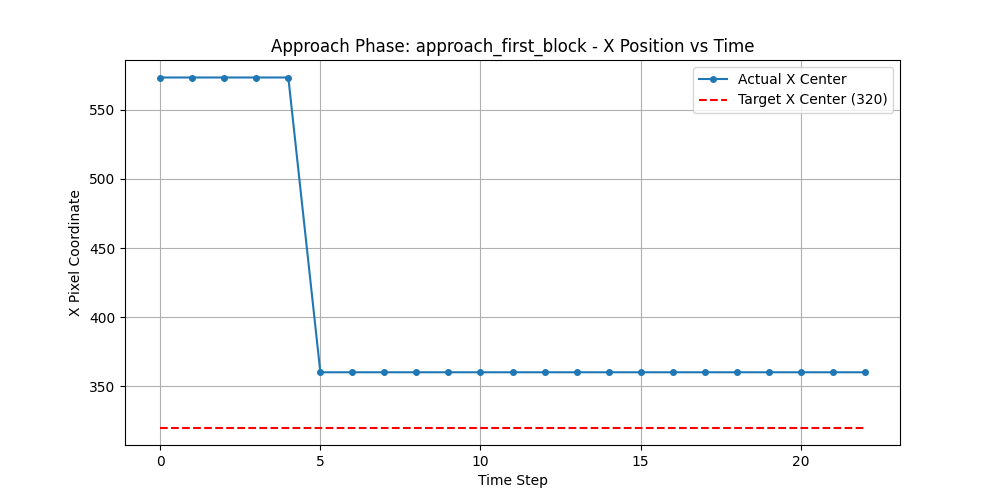 Approach Phase: approach_first_block - X Position vs Time
Actual X Center
Target X Center (320)
X Pixel Coordinate
550
500
450
400
350
0 5 10 15 20
Time Step